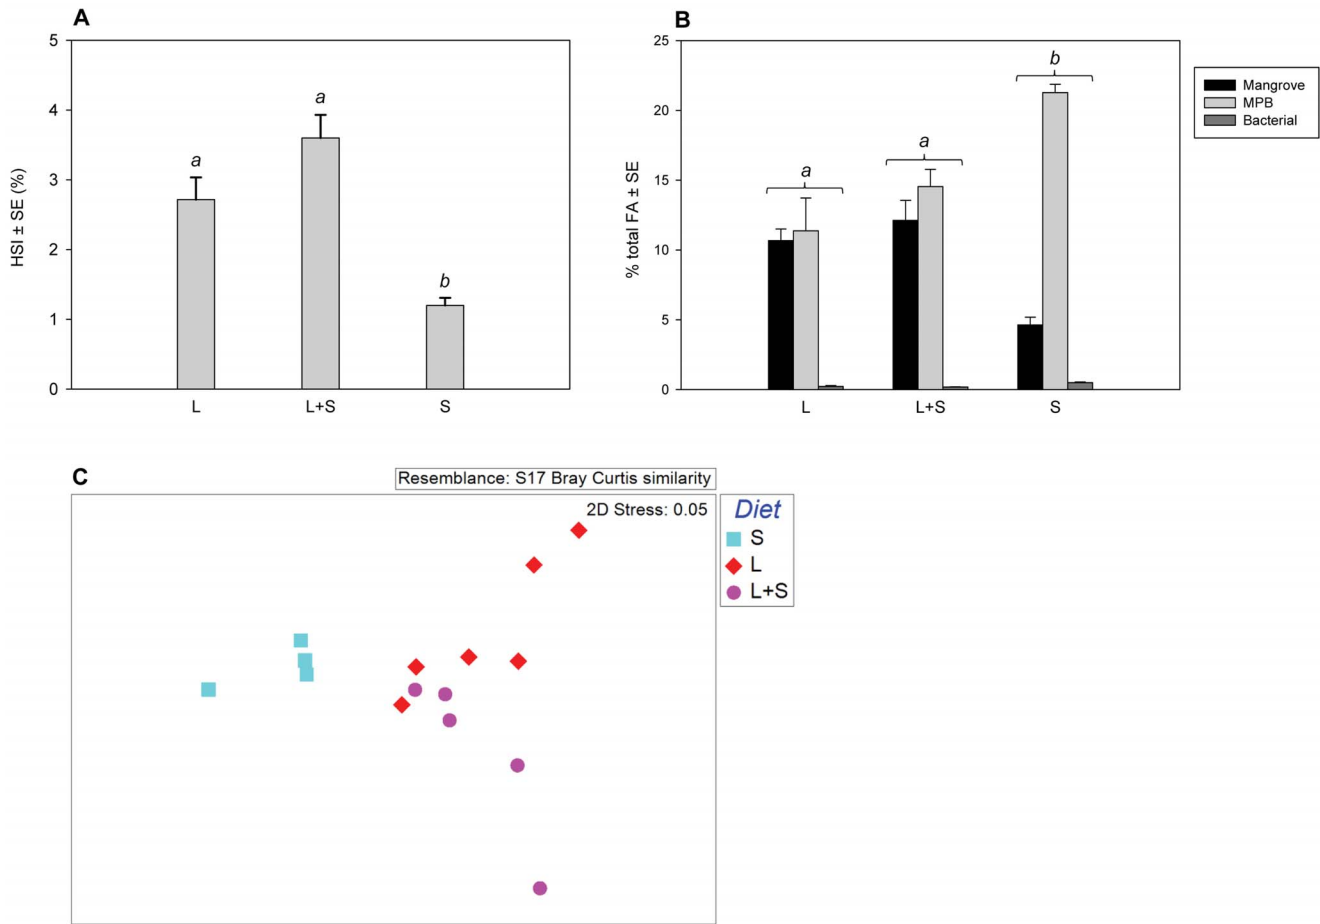 A
5
4
3
2
1
0
HSI ± SE (%)
a
a
b
L
L+S
S
B
25
20
15
10
5
0
% total FA ± SE
a
a
b
L
L+S
S
Mangrove
MPB
Bacterial
C
Resemblance: S17 Bray Curtis similarity
2D Stress: 0.05
Diet
S
L
L+S